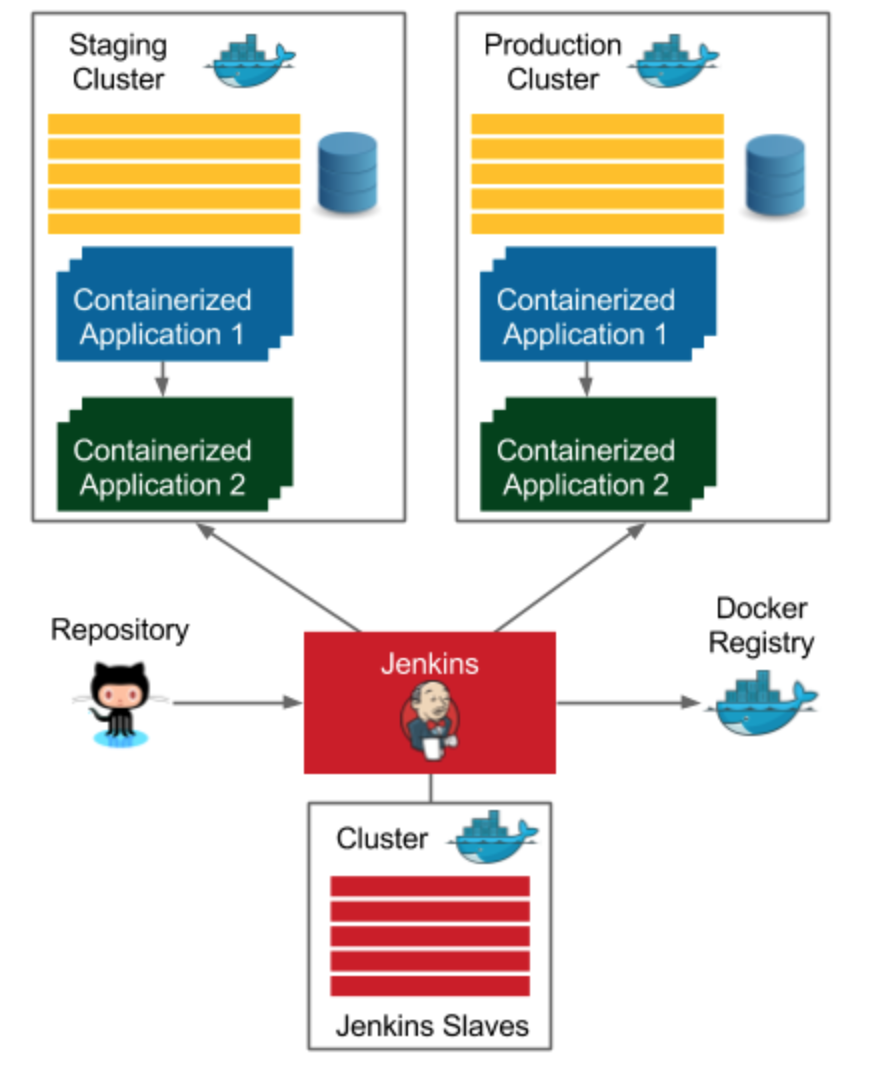 Staging
Cluster
Production
Cluster
Containerized
Application 1
Containerized
Application 2
Containerized
Application 1
Containerized
Application 2
Repository
Jenkins
Docker
Registry
Cluster
Jenkins Slaves